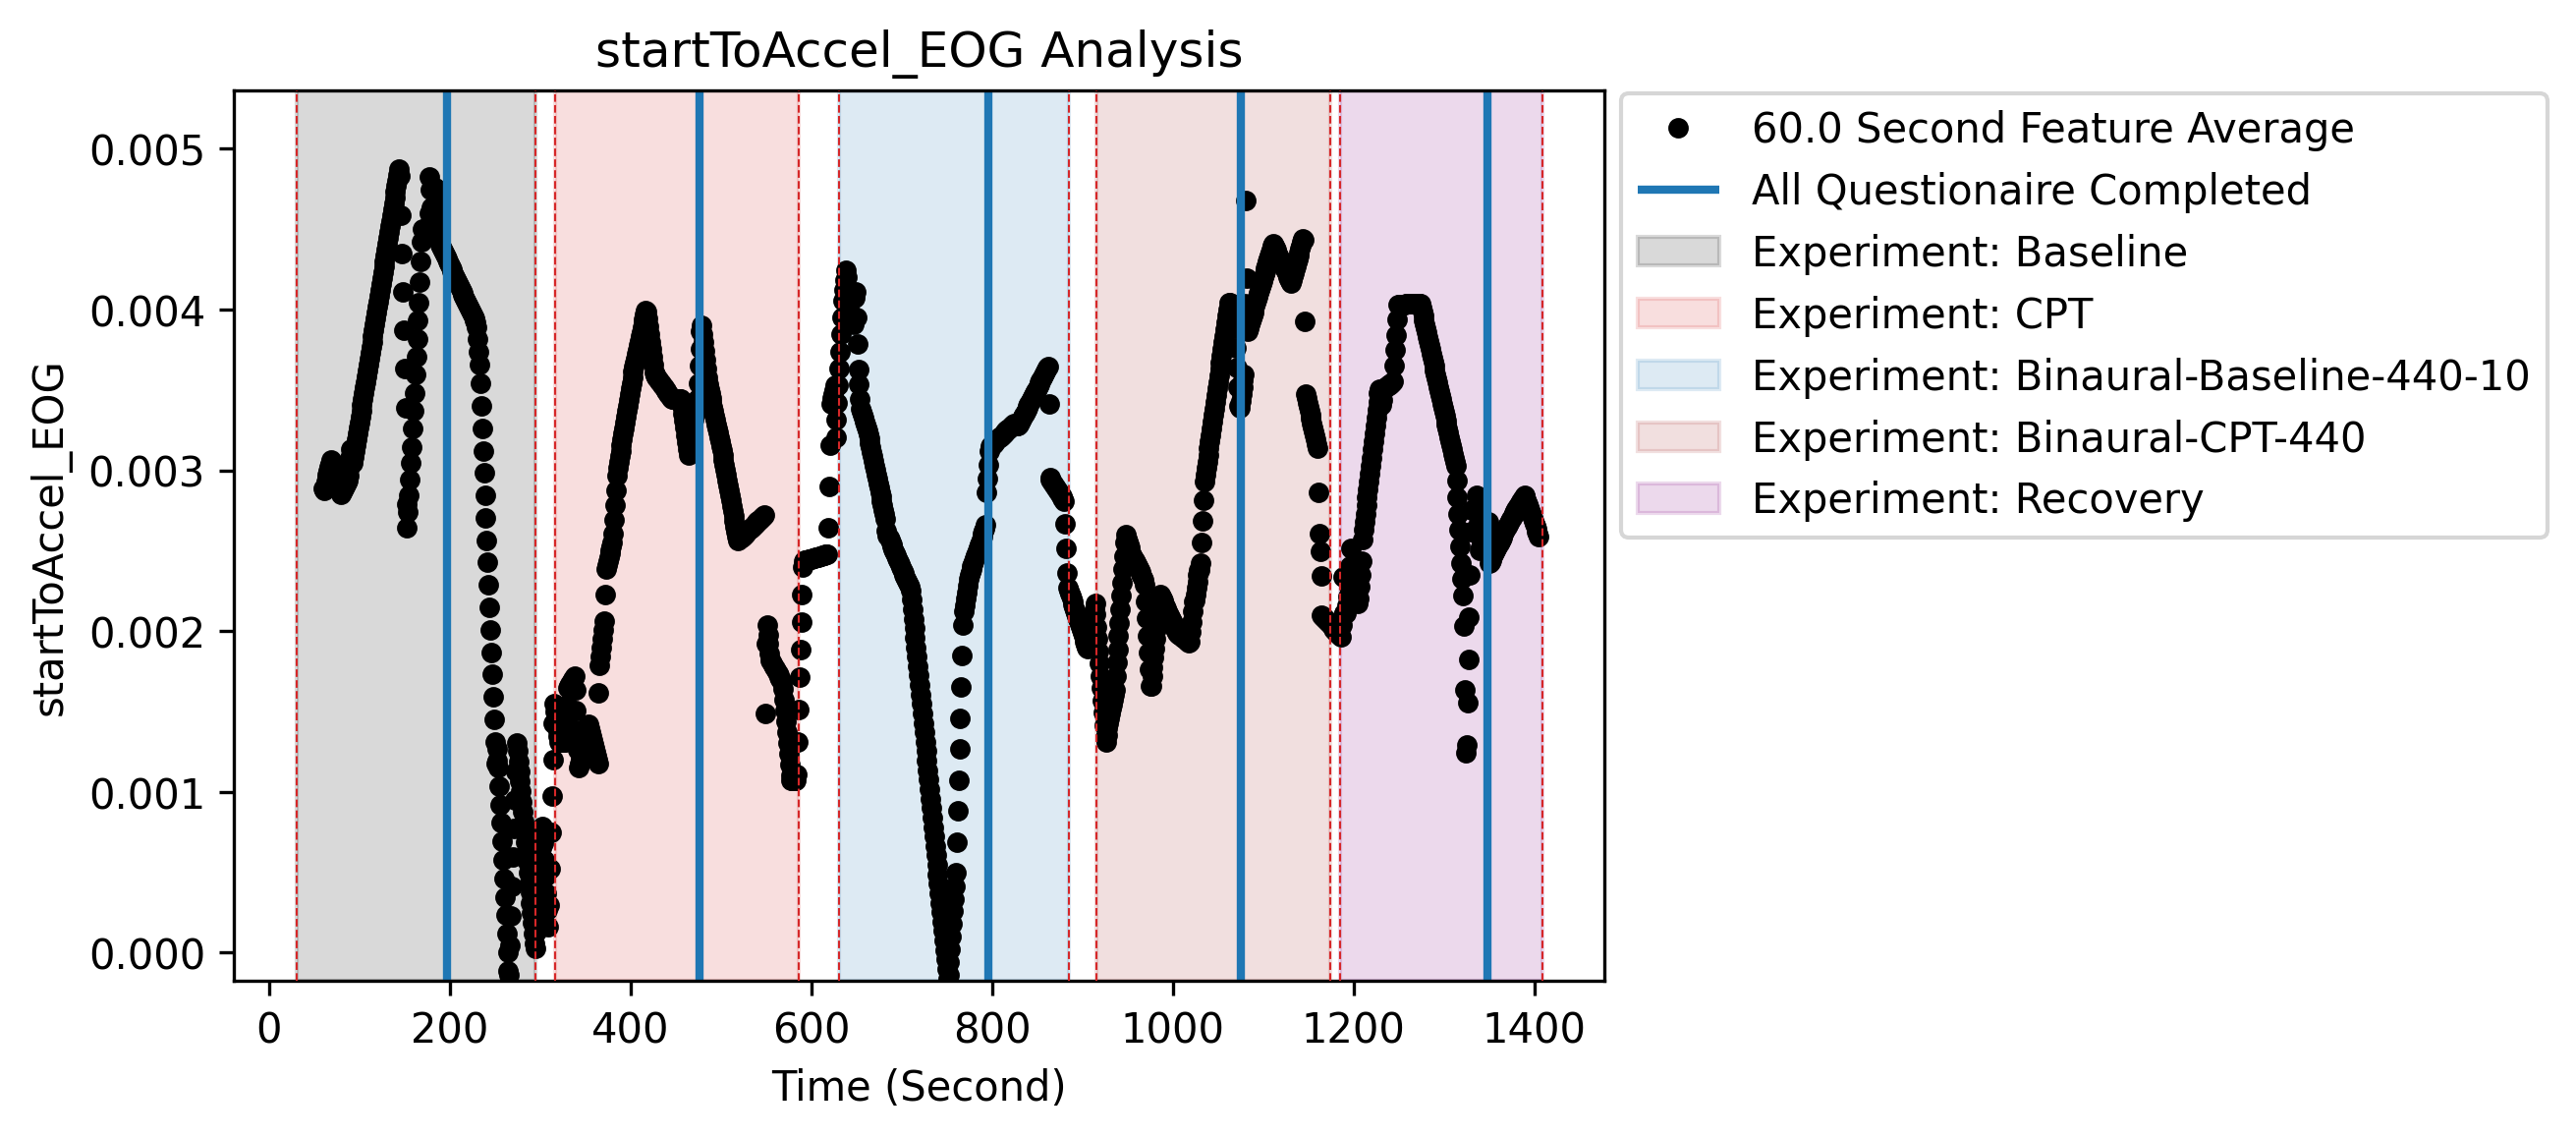 startToAccel_EOG Analysis
startToAccel_EOG
0.005
0.004
0.003
0.002
0.001
0.000
0 200 400 600 800 1000 1200 1400
Time (Second)
60.0 Second Feature Average
All Questionaire Completed
Experiment: Baseline
Experiment: CPT
Experiment: Binaural-Baseline-440-10
Experiment: Binaural-CPT-440
Experiment: Recovery